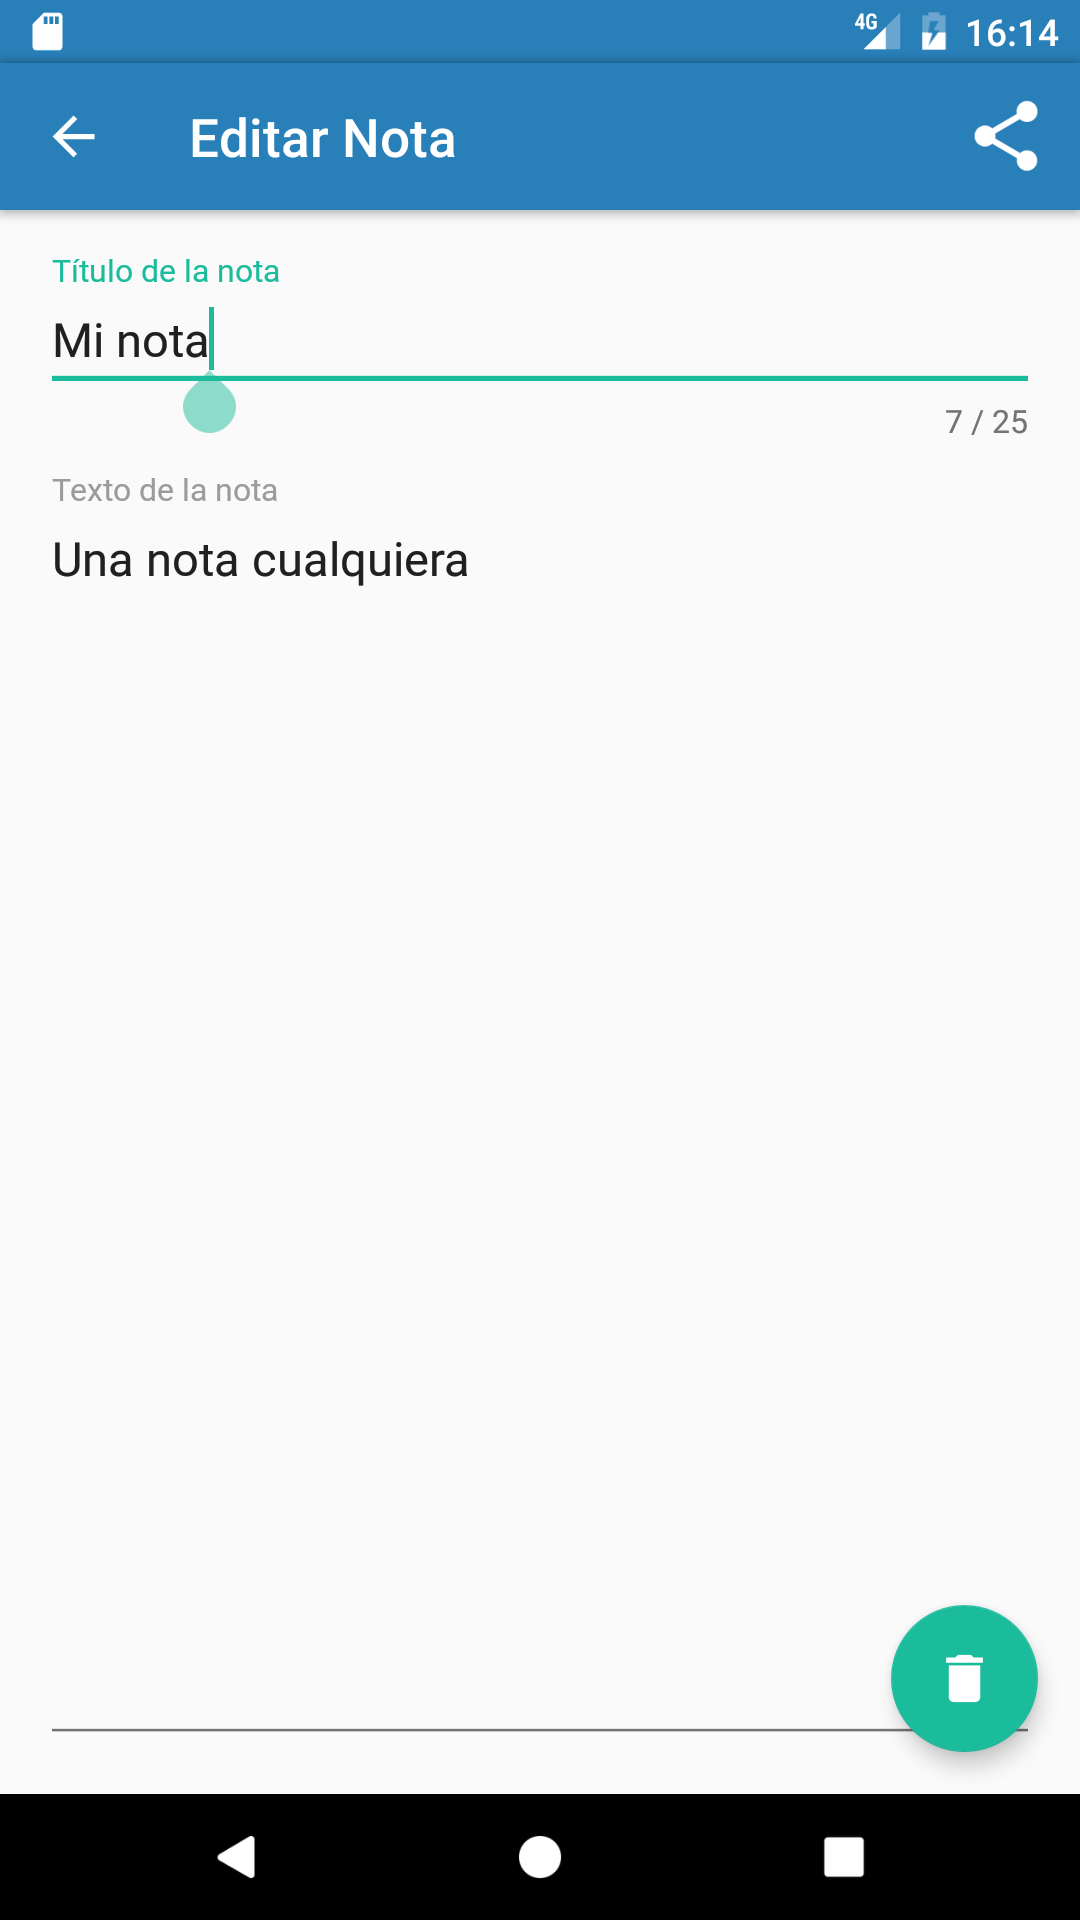 4G 16:14
Editar Nota
Título de la nota
Mi nota
7 / 25
Texto de la nota
Una nota cualquiera